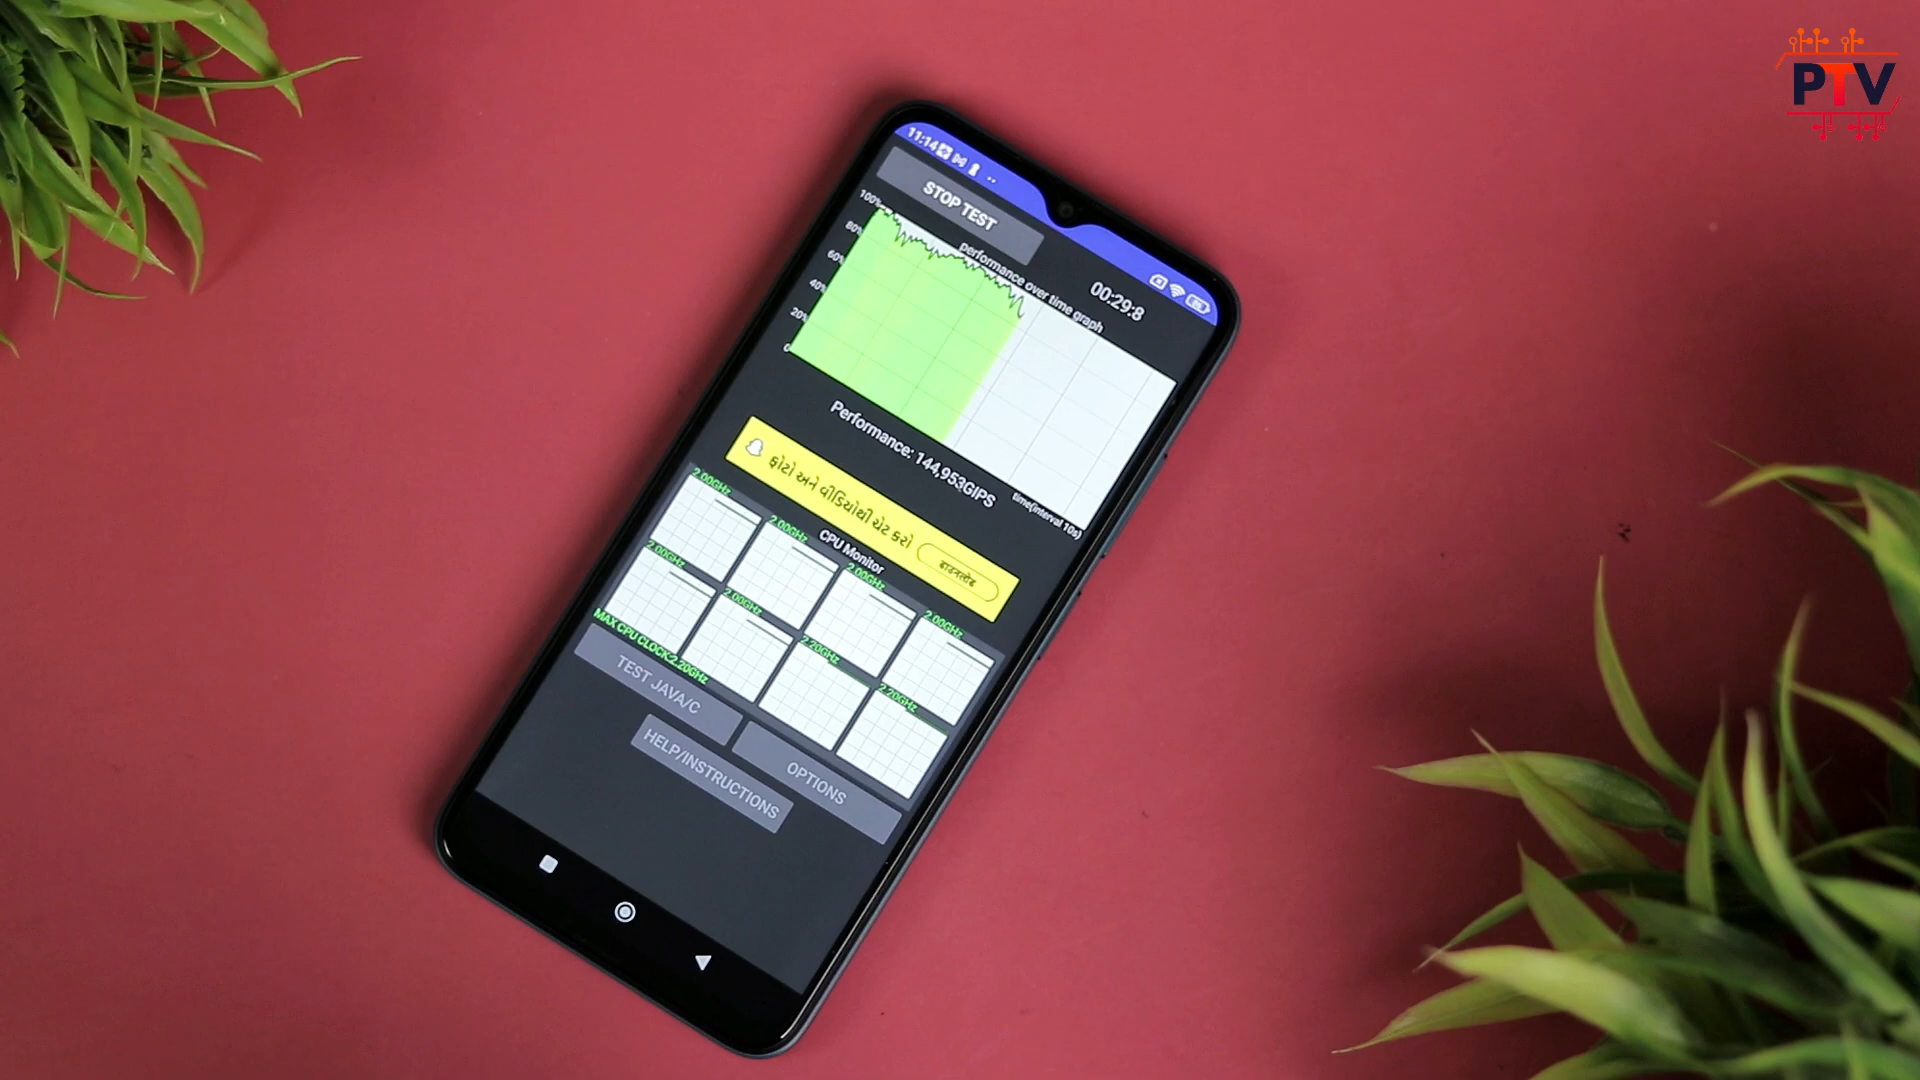 PTV
11:14
STOP TEST
100%
80%
60%
40%
20%
performance over time graph
00:29:8
time(interval 10s)
Performance: 144,953GIPS
ફોટો અને વીડિયોથી ચેટ કરો
डाउनलोड
CPU Monitor
2.00GHz
2.00GHz
2.00GHz
2.00GHz
2.00GHz
2.00GHz
2.20GHz
2.20GHz
MAX CPU CLOCK:2.20GHz
TEST JAVA/C
OPTIONS
HELP/INSTRUCTIONS